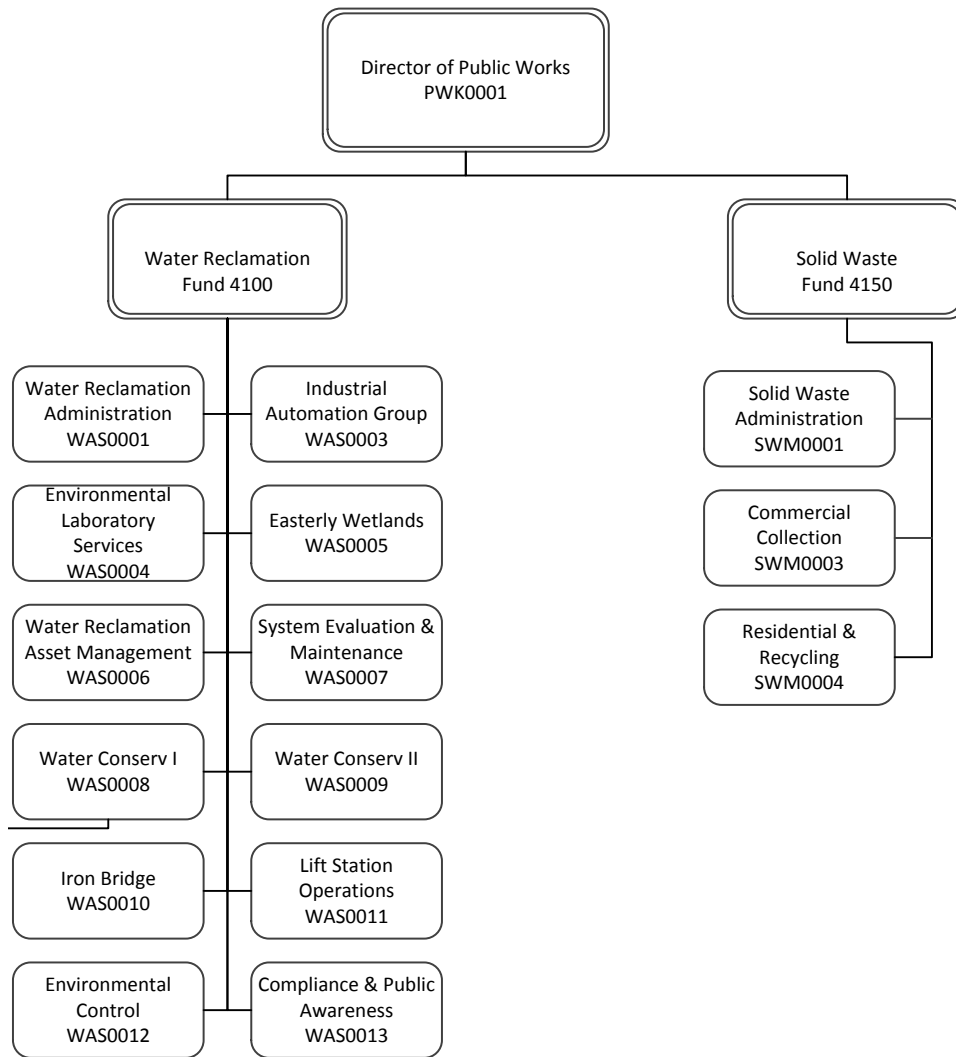 Director of Public Works
PWK0001
Water Reclamation
Fund 4100
Solid Waste
Fund 4150
Water Reclamation
Administration
WAS0001
Industrial
Automation Group
WAS0003
Solid Waste
Administration
SWM0001
Environmental
Laboratory
Services
WAS0004
Easterly Wetlands
WAS0005
Commercial
Collection
SWM0003
Water Reclamation
Asset Management
WAS0006
System Evaluation &
Maintenance
WAS0007
Residential &
Recycling
SWM0004
Water Conserv I
WAS0008
Water Conserv II
WAS0009
Iron Bridge
WAS0010
Lift Station
Operations
WAS0011
Environmental
Control
WAS0012
Compliance & Public
Awareness
WAS0013